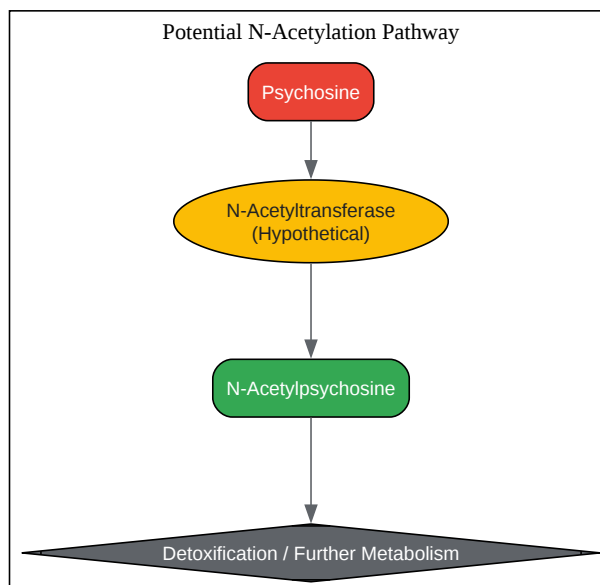 Potential N-Acetylation Pathway
Psychosine
N-Acetyltransferase
(Hypothetical)
N-Acetylpsychosine
Detoxification / Further Metabolism